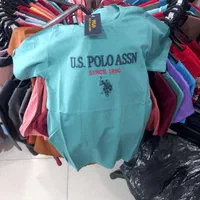 U.S. POLO ASSN
SINCE 1890